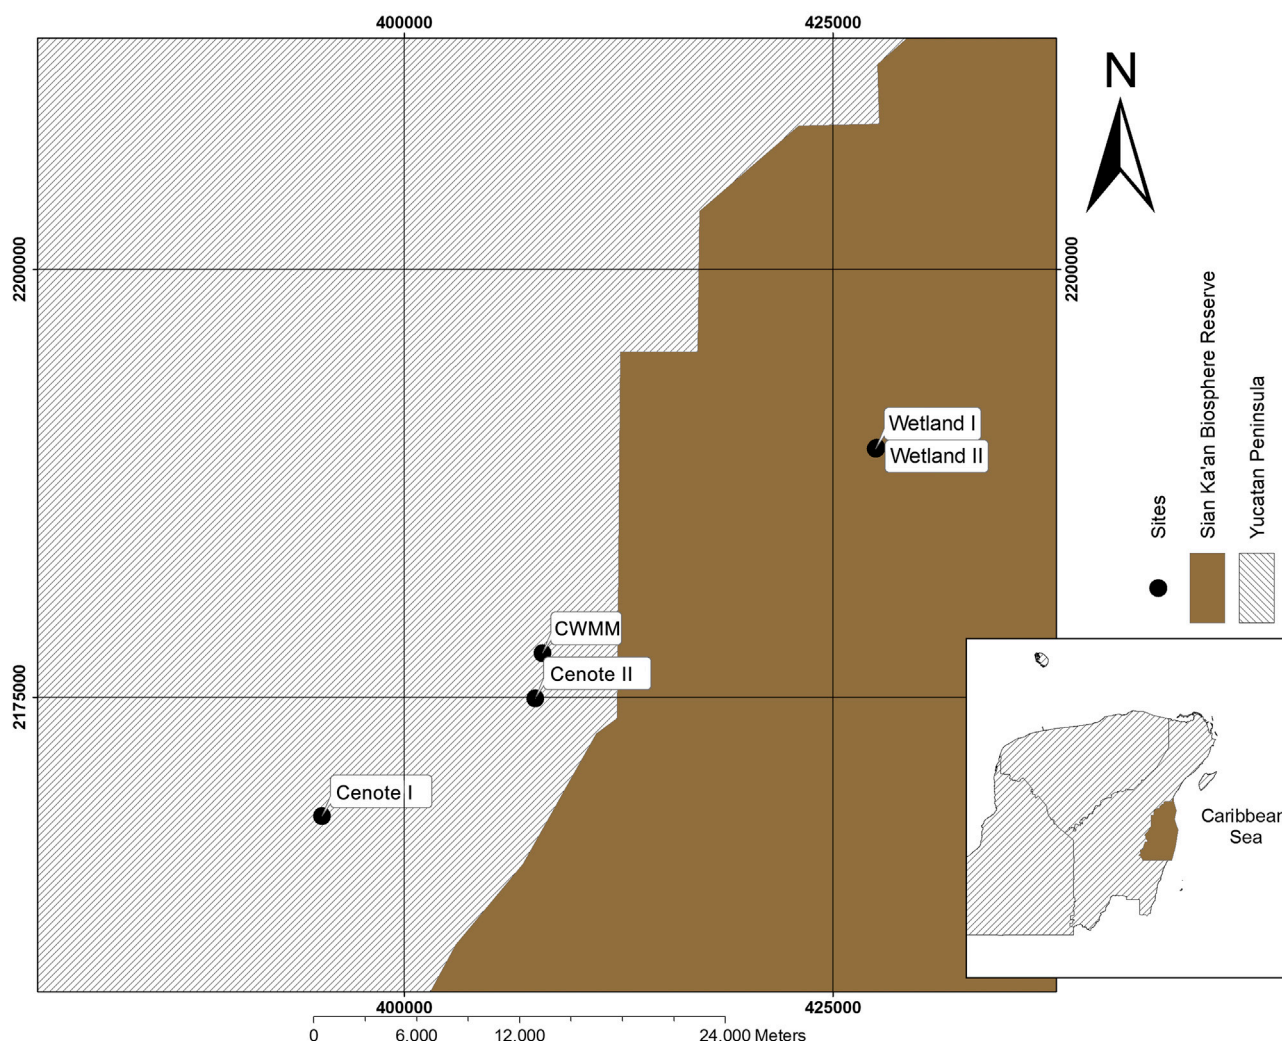 400000
425000
N
2200000
2200000
Sian Ka'an Biosphere Reserve
Yucatan Peninsula
Sites
Wetland I
Wetland II
CWMM
Cenote II
2175000
Cenote I
Caribbean
Sea
400000
425000
0
6,000
12,000
24,000 Meters